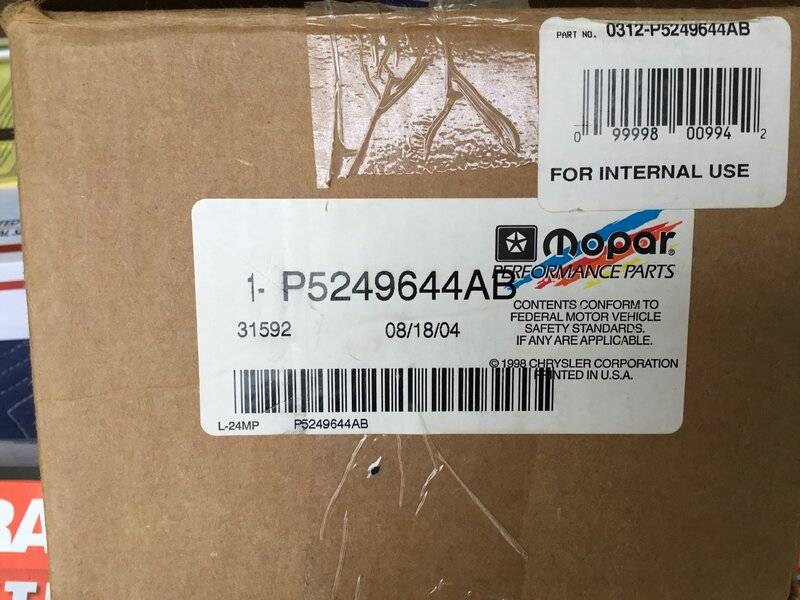 PART NO. 0312-P5249644AB
0 99998 00994 2
FOR INTERNAL USE
Mopar®
PERFORMANCE PARTS
1- P5249644AB
CONTENTS CONFORM TO
FEDERAL MOTOR VEHICLE
SAFETY STANDARDS.
IF ANY ARE APPLICABLE.
31592 08/18/04
© 1998 CHRYSLER CORPORATION
PRINTED IN U.S.A.
L-24MP P5249644AB